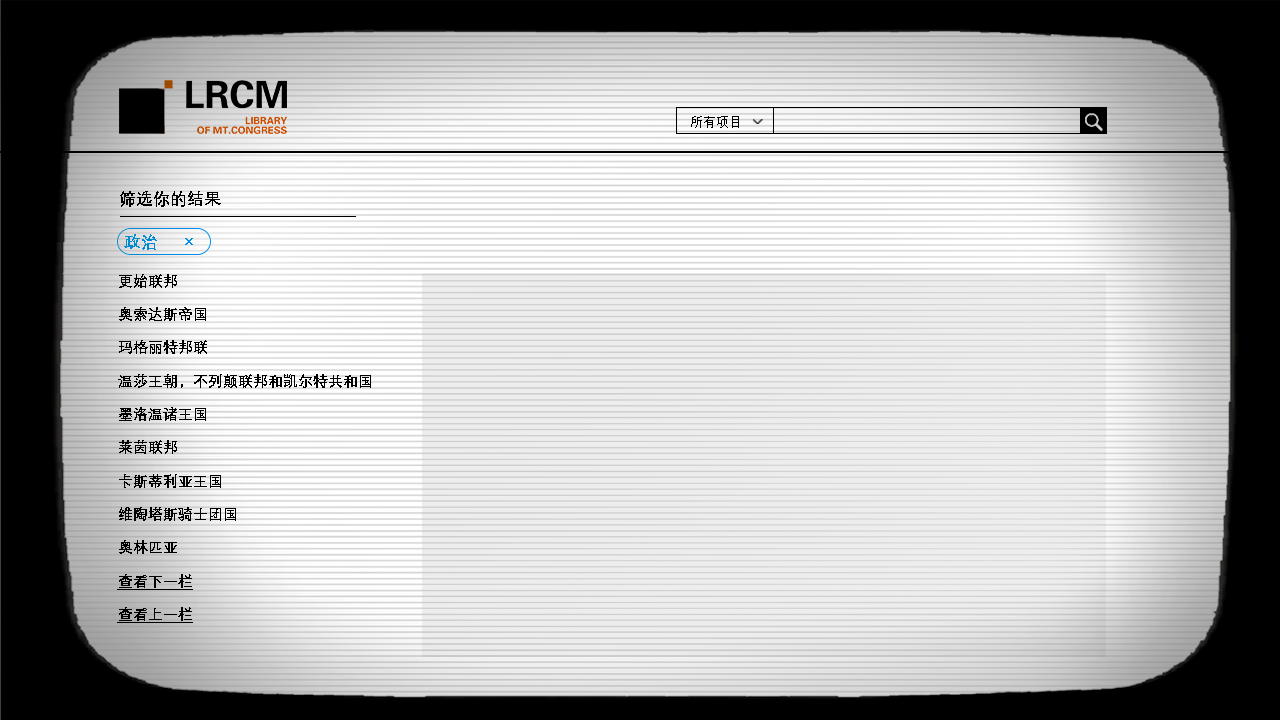 LRCM
LIBRARY
OF MT.CONGRESS
所有项目
筛选你的结果
政治 ×
更始联邦
奥索达斯帝国
玛格丽特邦联
温莎王朝，不列颠联邦和凯尔特共和国
墨洛温诸王国
莱茵联邦
卡斯蒂利亚王国
维陶塔斯骑士团国
奥林匹亚
查看下一栏
查看上一栏